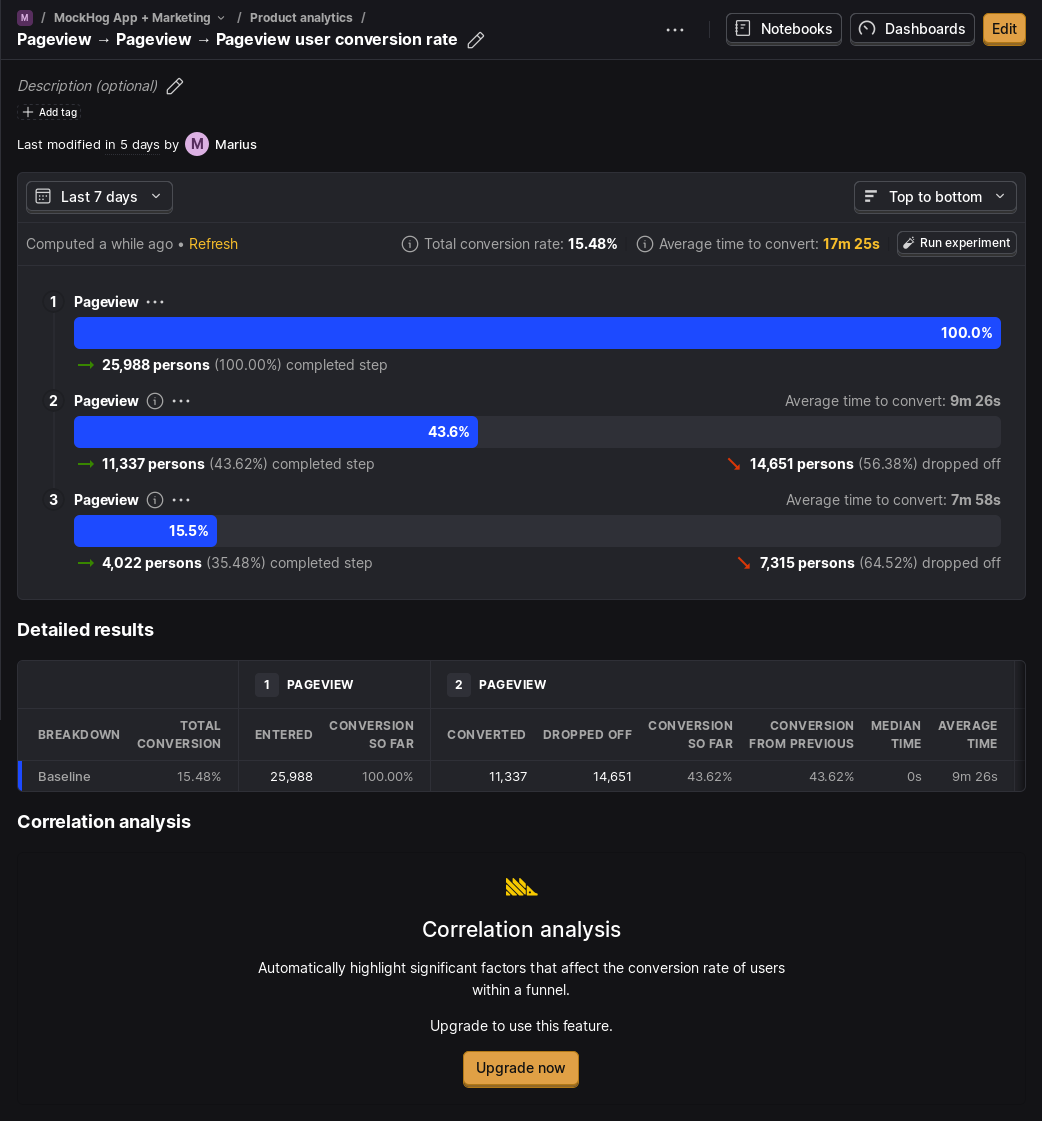 M / MockHog App + Marketing / Product analytics /
Pageview → Pageview → Pageview user conversion rate
Notebooks
Dashboards
Edit
Description (optional)
Add tag
Last modified in 5 days by M Marius
Last 7 days
Top to bottom
Computed a while ago • Refresh
Total conversion rate: 15.48%
Average time to convert: 17m 25s
Run experiment
1 Pageview
100.0%
25,988 persons (100.00%) completed step
2 Pageview
Average time to convert: 9m 26s
43.6%
11,337 persons (43.62%) completed step
14,651 persons (56.38%) dropped off
3 Pageview
Average time to convert: 7m 58s
15.5%
4,022 persons (35.48%) completed step
7,315 persons (64.52%) dropped off
Detailed results
1 PAGEVIEW
2 PAGEVIEW
BREAKDOWN
TOTAL
CONVERSION
ENTERED
CONVERSION
SO FAR
CONVERTED
DROPPED OFF
CONVERSION
SO FAR
CONVERSION
FROM PREVIOUS
MEDIAN
TIME
AVERAGE
TIME
Baseline 15.48% 25,988 100.00% 11,337 14,651 43.62% 43.62% 0s 9m 26s
Correlation analysis
Correlation analysis
Automatically highlight significant factors that affect the conversion rate of users
within a funnel.
Upgrade to use this feature.
Upgrade now